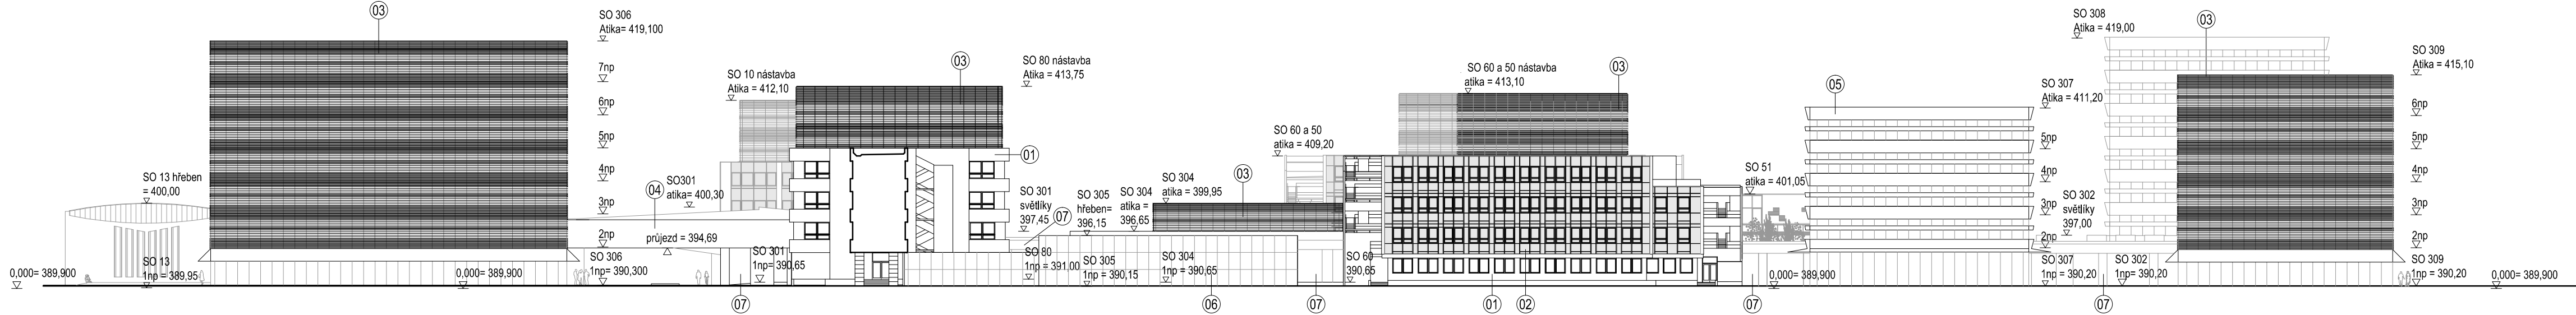 03
SO 306
Atika= 419,100
7np
6np
5np
4np
3np
2np
SO 13 hřeben
= 400,00
SO 13
1np= 389,95
0,000= 389,900
0,000= 389,900
SO 306
1np= 390,300
04
SO301
atika= 400,30
průjezd = 394,69
SO 10 nástavba
Atika = 412,10
03
SO 80 nástavba
Atika = 413,75
01
SO 301
1np= 390,65
07
SO 301
světlíky
397,45
07
SO 80
1np = 391,00
SO 305
hřeben=
396,15
SO 304
atika =
396,65
SO 304
atika = 399,95
03
SO 305
1np = 390,15
SO 304
1np = 390,65
06
07
SO 60 a 50
atika = 409,20
SO 60 a 50 nástavba
atika = 413,10
03
SO 60
390,65
01
02
SO 51
atika = 401,05
07
0,000= 389,900
05
SO 307
Atika = 411,20
5np
4np
3np
2np
SO 307
1np = 390,20
SO 302
světlíky
397,00
SO 302
1np= 390,20
07
SO 308
Atika = 419,00
03
SO 309
Atika = 415,10
6np
5np
4np
3np
2np
SO 309
1np = 390,20
0,000= 389,900